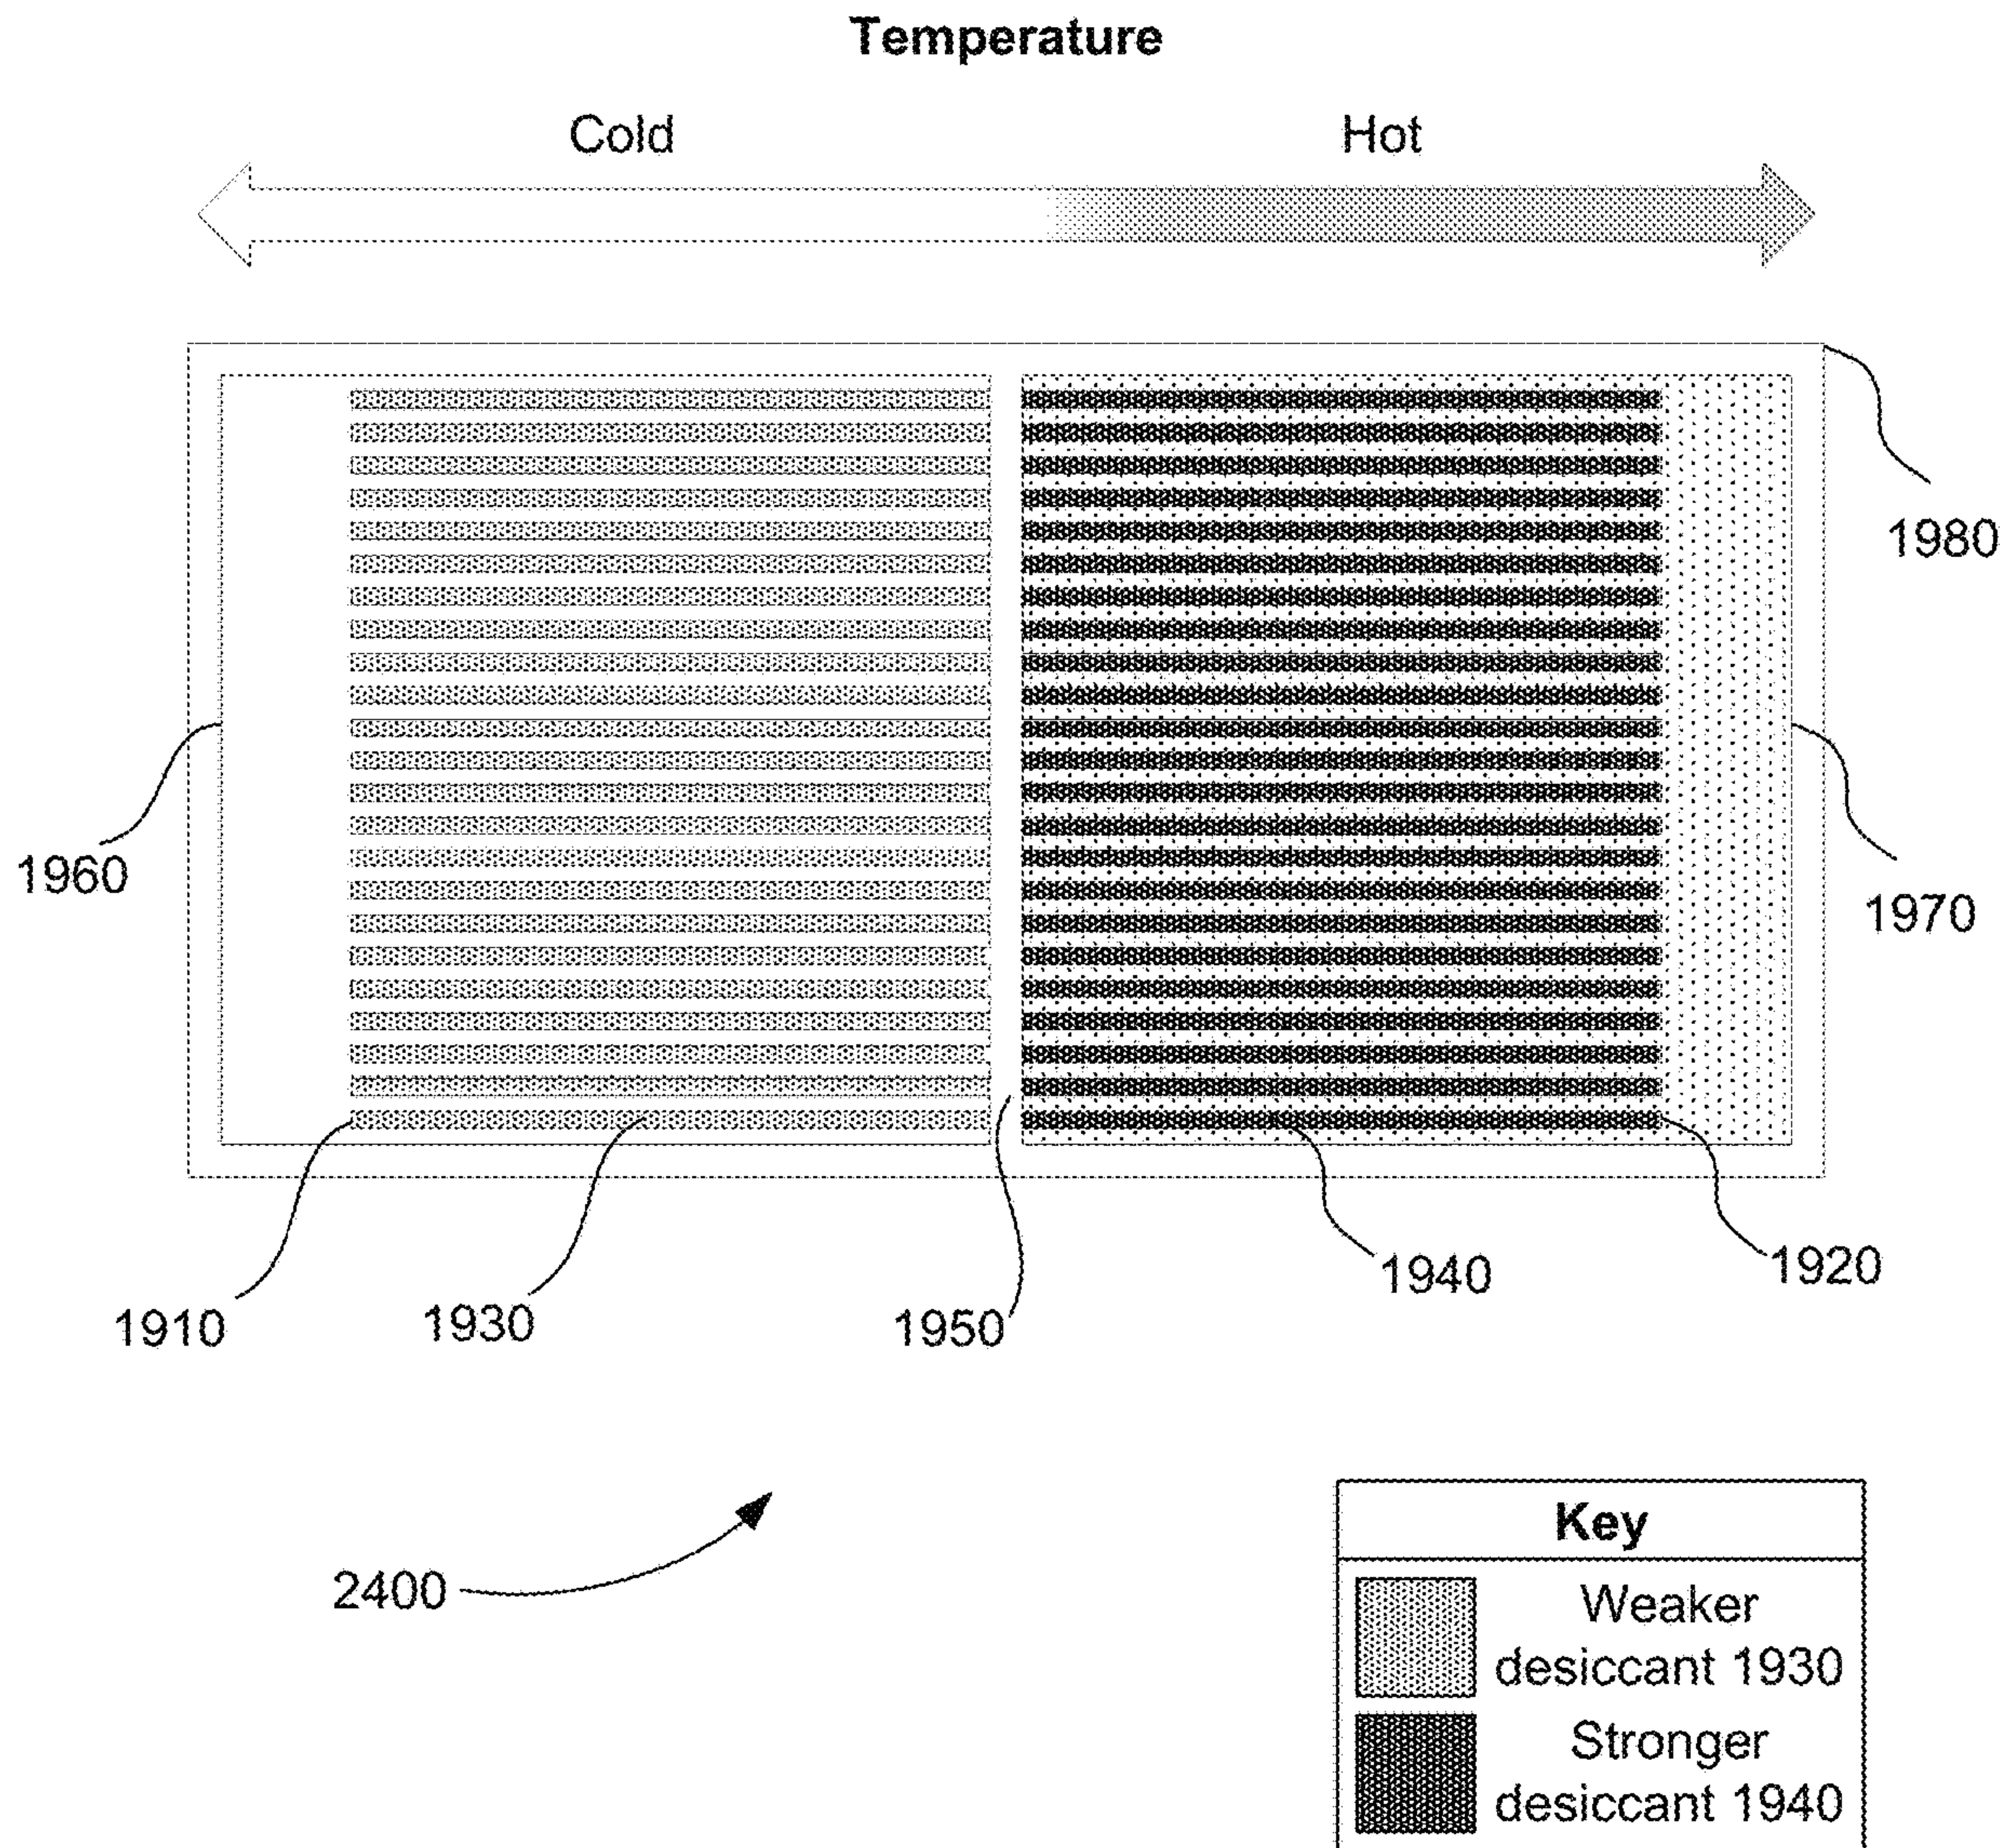 Temperature
Cold
Hot
1980
1960
1970
1940
1920
1910
1930
1950
2400
Key
Weaker
desiccant 1930
Stronger
desiccant 1940